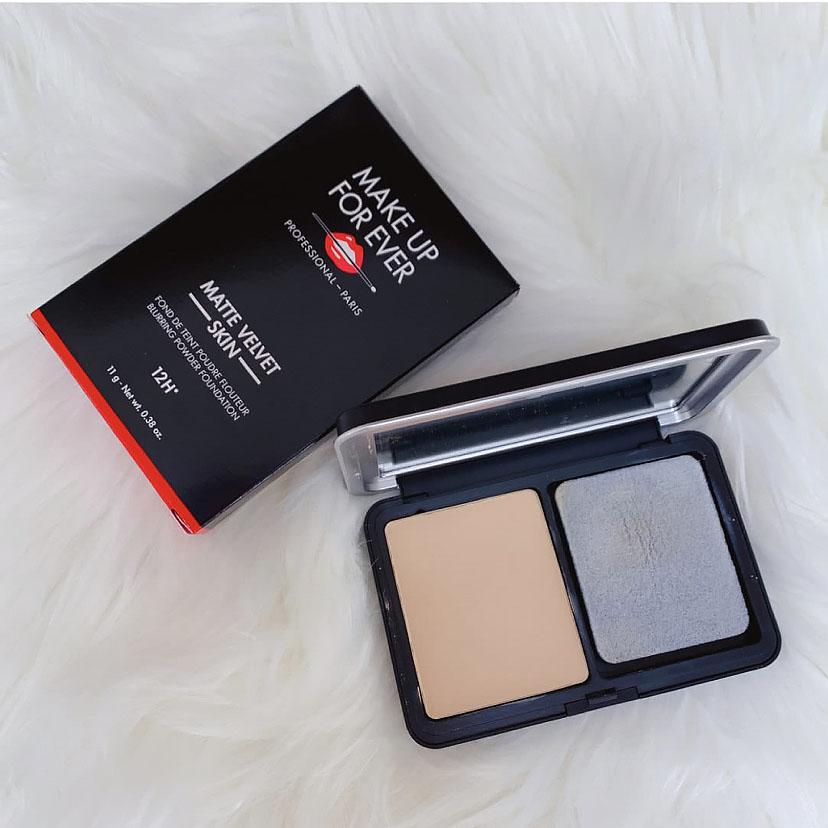 MAKE UP
FOR EVER
PROFESSIONAL – PARIS
MATTE VELVET
SKIN
FOND DE TEINT POUDRE FLOUTEUR
BLURRING POWDER FOUNDATION
12H*
11 g - Net wt. 0.38 oz.